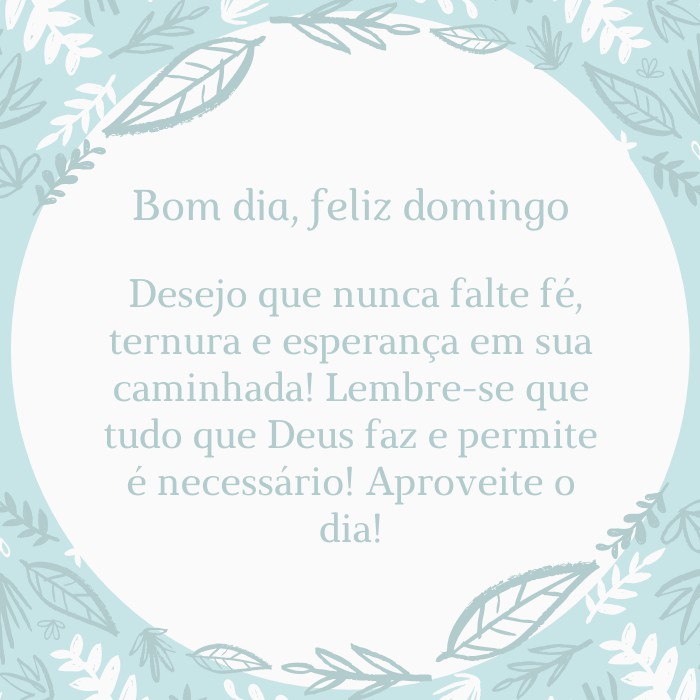 Bom dia, feliz domingo
Desejo que nunca falte fé,
ternura e esperança em sua
caminhada! Lembre-se que
tudo que Deus faz e permite
é necessário! Aproveite o
dia!